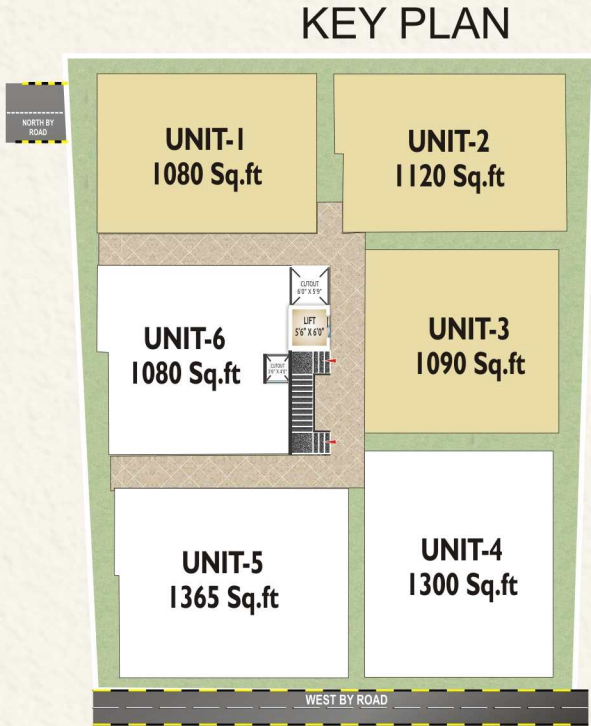 KEY PLAN
NORTH BY
ROAD
UNIT-1
1080 Sq.ft
UNIT-2
1120 Sq.ft
CUTOUT
6'0" X 5'9"
LIFT
5'6" X 6'0"
UNIT-6
1080 Sq.ft
CUTOUT
UNIT-3
1090 Sq.ft
UNIT-5
1365 Sq.ft
UNIT-4
1300 Sq.ft
WEST BY ROAD